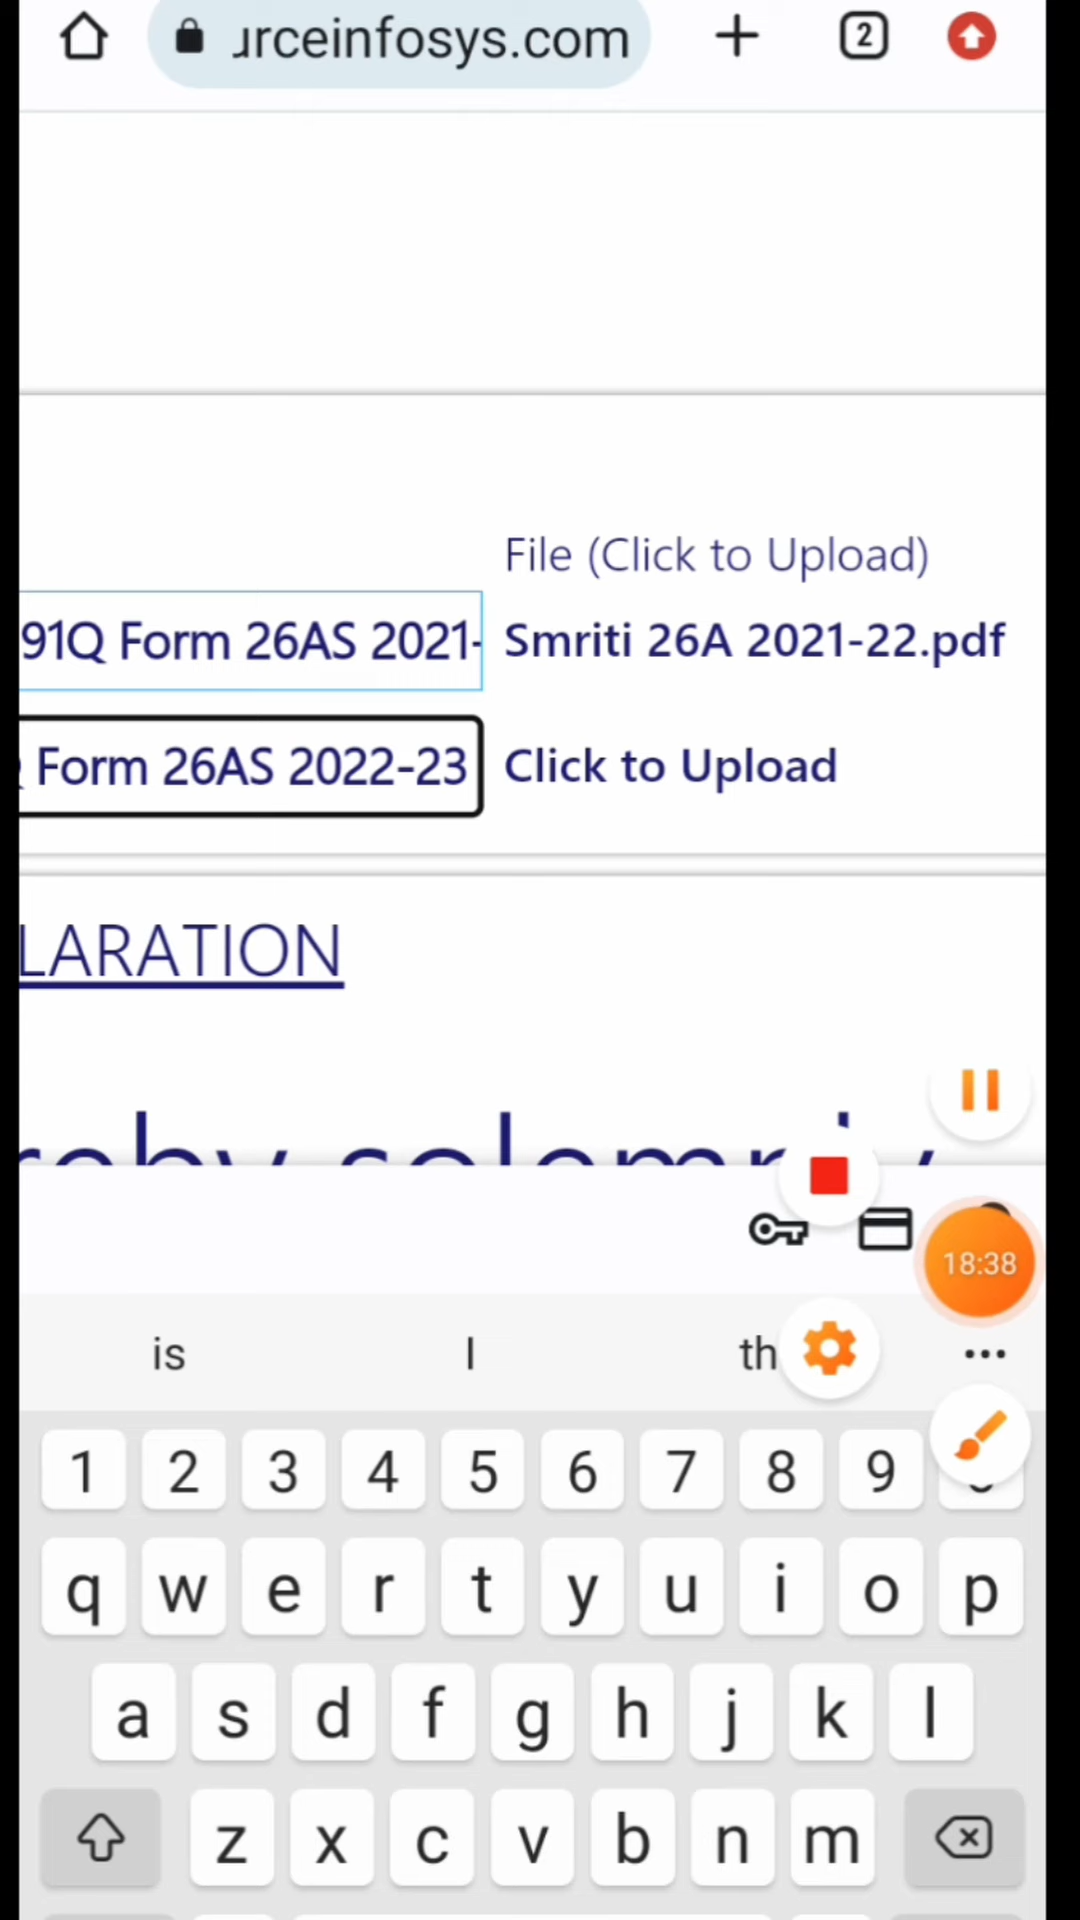 urceinfosys.com
2
File (Click to Upload)
91Q Form 26AS 2021-
Smriti 26A 2021-22.pdf
Form 26AS 2022-23
Click to Upload
LARATION
18:38
is I th
1 2 3 4 5 6 7 8 9
q w e r t y u i o p
a s d f g h j k l
z x c v b n m